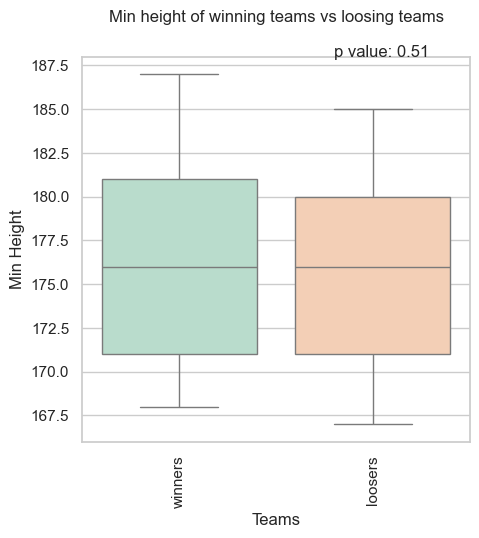 Min height of winning teams vs loosing teams
p value: 0.51
187.5
185.0
182.5
180.0
177.5
175.0
172.5
170.0
167.5
Min Height
winners
loosers
Teams